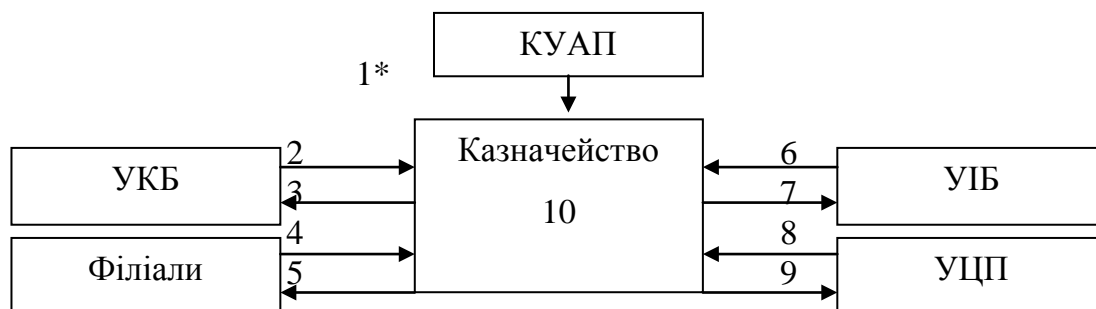 КУАП
1*
Казначейство
2 6
УКБ УІБ
3 7
10
4 8
Філіали УЦП
5 9